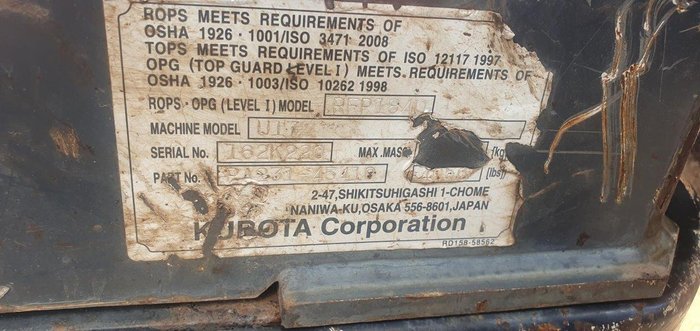 ROPS MEETS REQUIREMENTS OF
OSHA 1926・1001/ISO 3471 2008
TOPS MEETS REQUIREMENTS OF ISO 12117 1997
OPG (TOP GUARD LEVEL I) MEETS REQUIREMENTS OF
OSHA 1926・1003/ISO 10262 1998
ROPS・OPG (LEVEL I) MODEL
MACHINE MODEL
SERIAL No.
MAX.MASS [kg]
PART No. [lbs]
2-47,SHIKITSUHIGASHI 1-CHOME
NANIWA-KU,OSAKA 556-8601,JAPAN
KUBOTA Corporation
RD158-58562